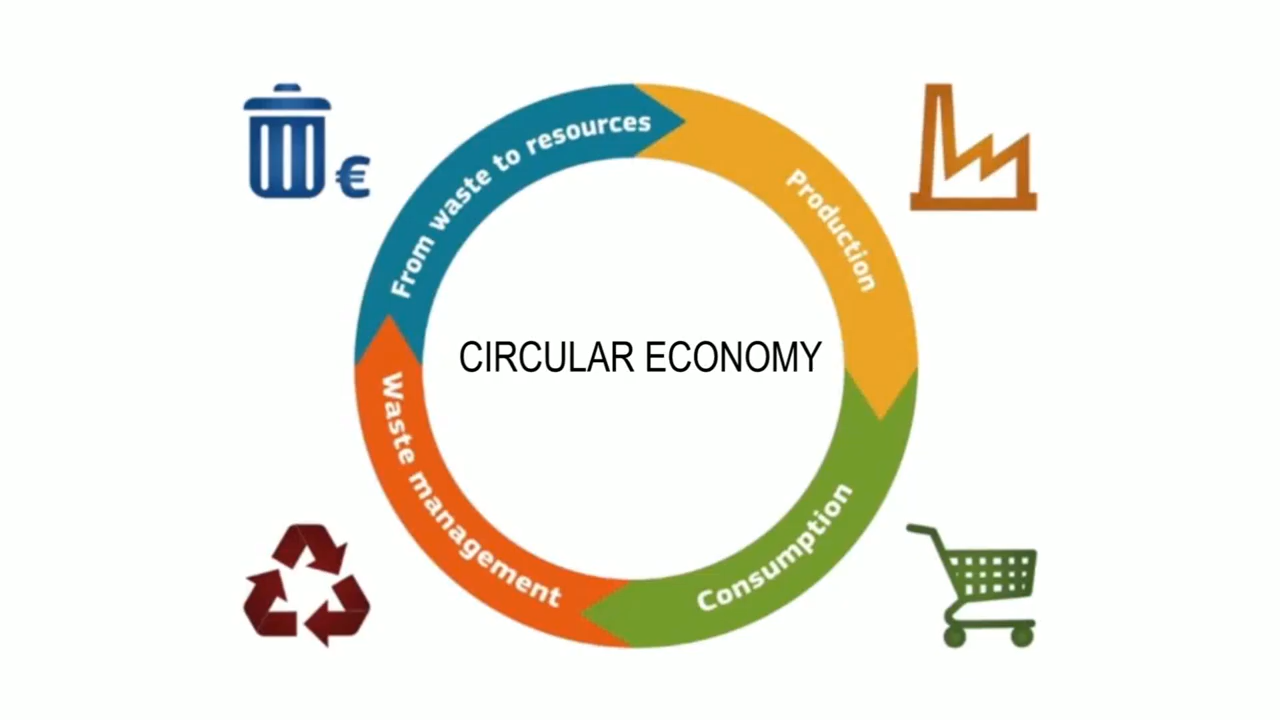 From waste to resources
Production
€
CIRCULAR ECONOMY
Waste management
Consumption